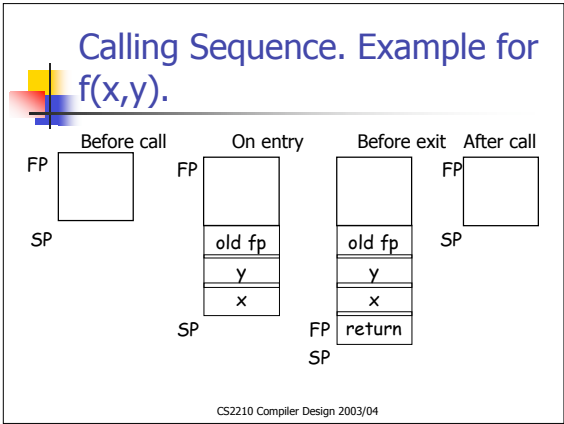 Calling Sequence. Example for
f(x,y).
Before call On entry Before exit After call
FP FP FP
SP old fp old fp SP
y y
x x
SP FP return
SP
CS2210 Compiler Design 2003/04